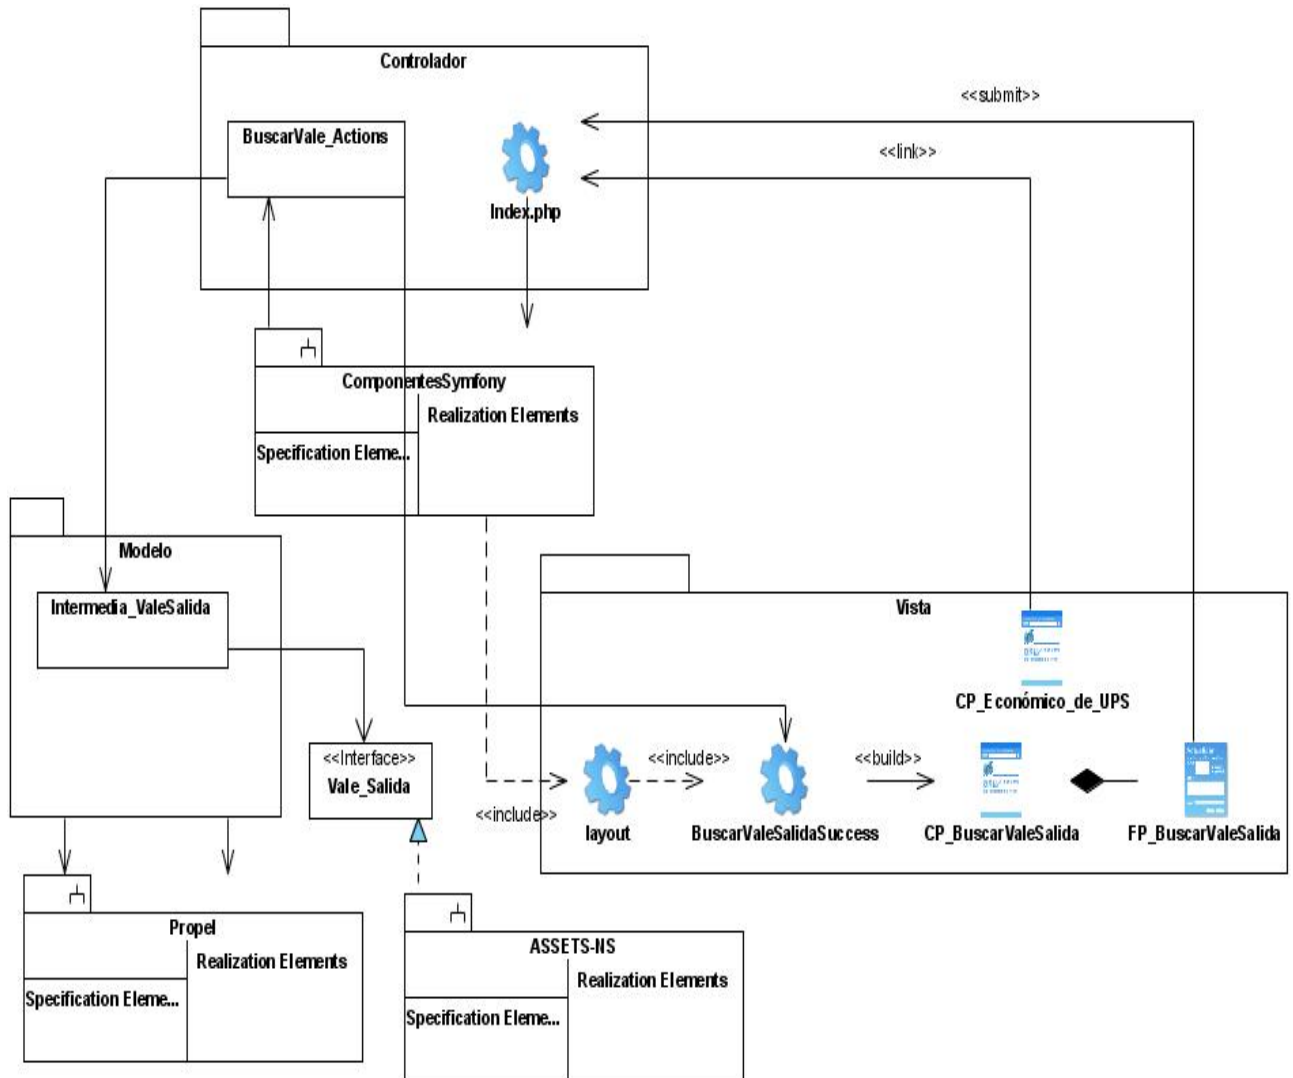 Controlador
<<submit>>
BuscarVale_Actions
<<link>>
Index.php
ComponentesSymfony
Realization Elements
Specification Eleme...
Modelo
Intermedia_ValeSalida
Vista
CP_Económico_de_UPS
<<Interface>>
Vale_Salida
<<include>>
<<build>>
<<include>>
layout
BuscarValeSalidaSuccess
CP_BuscarValeSalida
FP_BuscarValeSalida
Propel
Realization Elements
Specification Eleme...
ASSETS-NS
Realization Elements
Specification Eleme...